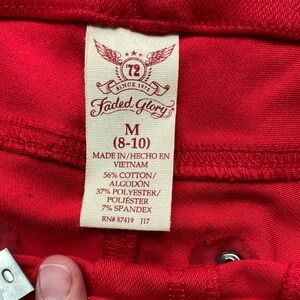 '72
SINCE 1972
Faded Glory
M
(8-10)
MADE IN/HECHO EN
VIETNAM
56% COTTON/
ALGODÓN
37% POLYESTER/
POLIÉSTER
7% SPANDEX
RN# 87419 J17